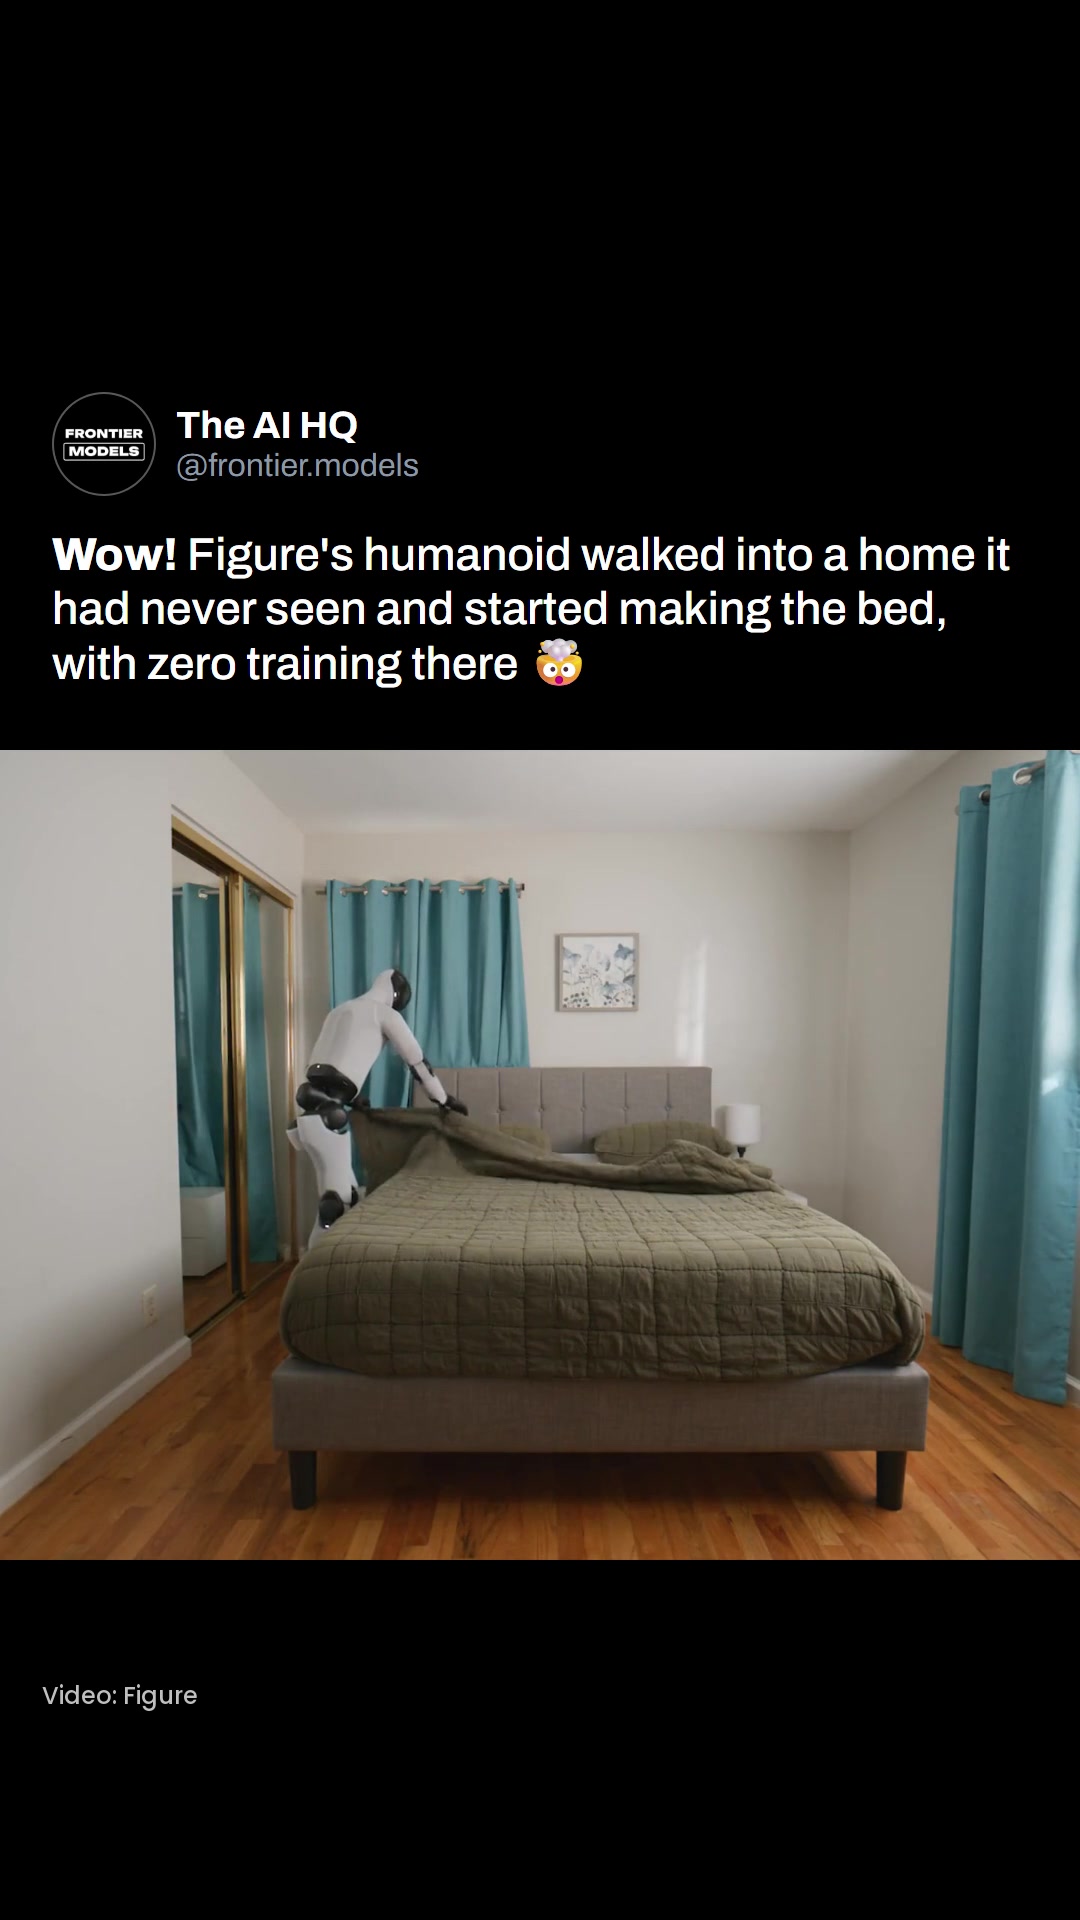 FRONTIER
MODELS
The AI HQ
@frontier.models
Wow! Figure's humanoid walked into a home it
had never seen and started making the bed,
with zero training there 🤯
Video: Figure